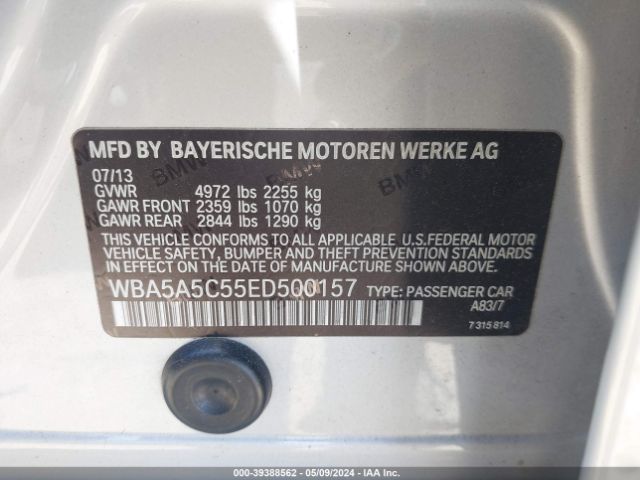 MFD BY BAYERISCHE MOTOREN WERKE AG
07/13
GVWR 4972 lbs 2255 kg
GAWR FRONT 2359 lbs 1070 kg
GAWR REAR 2844 lbs 1290 kg
THIS VEHICLE CONFORMS TO ALL APPLICABLE U.S.FEDERAL MOTOR
VEHICLE SAFETY, BUMPER AND THEFT PREVENTION STANDARDS
IN EFFECT ON THE DATE OF MANUFACTURE SHOWN ABOVE.
WBA5A5C55ED500157 TYPE: PASSENGER CAR
A83/7
7 315 814
000-39388562 / 05/09/2024 - IAA Inc.